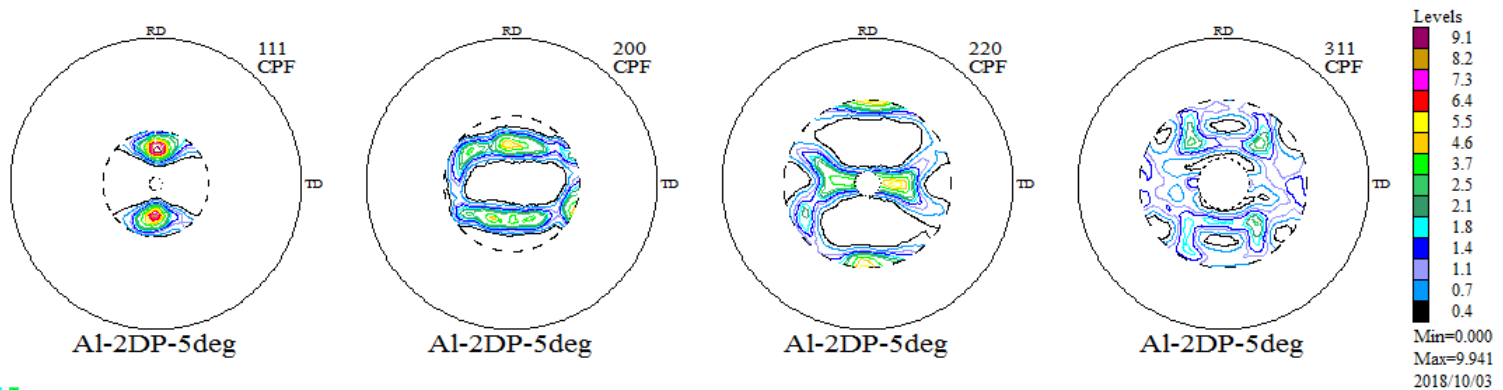 RD
111
CPF
TD
Al-2DP-5deg
RD
200
CPF
TD
Al-2DP-5deg
RD
220
CPF
TD
Al-2DP-5deg
RD
311
CPF
TD
Al-2DP-5deg
Levels
9.1
8.2
7.3
6.4
5.5
4.6
3.7
2.5
2.1
1.8
1.4
1.1
0.7
0.4
Min=0.000
Max=9.941
2018/10/03